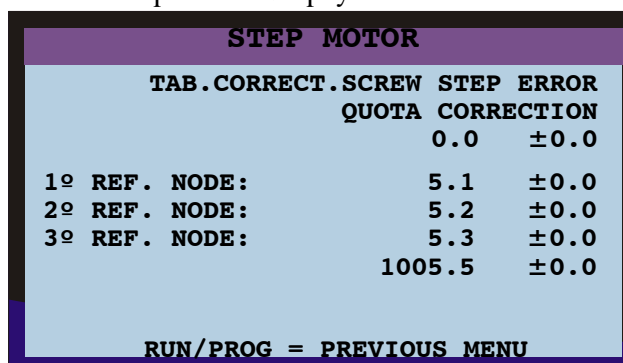 STEP MOTOR
TAB.CORRECT.SCREW STEP ERROR
QUOTA CORRECTION
0.0 ±0.0
1º REF. NODE: 5.1 ±0.0
2º REF. NODE: 5.2 ±0.0
3º REF. NODE: 5.3 ±0.0
1005.5 ±0.0
RUN/PROG = PREVIOUS MENU